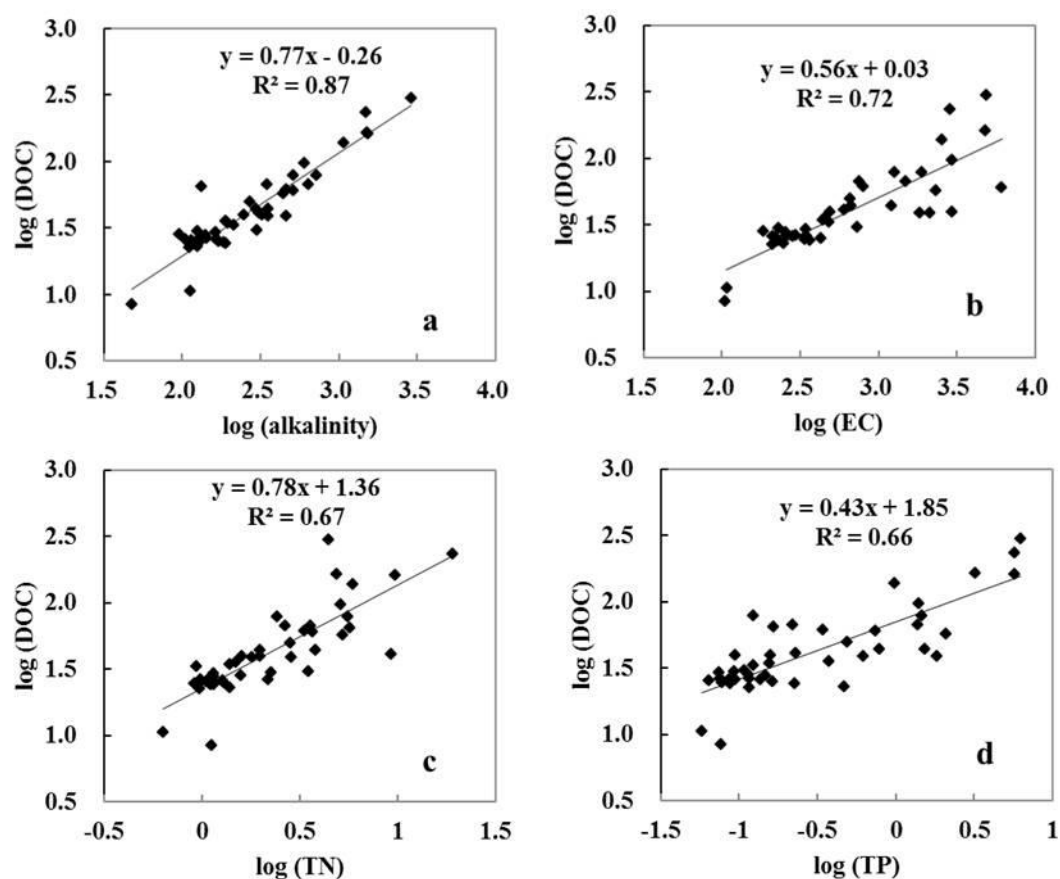 3.0
y = 0.77x - 0.26
R² = 0.87
2.5
2.0
log (DOC)
1.5
1.0
a
0.5
1.5 2.0 2.5 3.0 3.5 4.0
log (alkalinity)
3.0
y = 0.56x + 0.03
R² = 0.72
2.5
2.0
log (DOC)
1.5
1.0
b
0.5
1.5 2.0 2.5 3.0 3.5 4.0
log (EC)
3.0
y = 0.78x + 1.36
R² = 0.67
2.5
2.0
log (DOC)
1.5
1.0
c
0.5
-0.5 0 0.5 1 1.5
log (TN)
3.0
y = 0.43x + 1.85
R² = 0.66
2.5
2.0
log (DOC)
1.5
1.0
d
0.5
-1.5 -1 -0.5 0 0.5 1
log (TP)